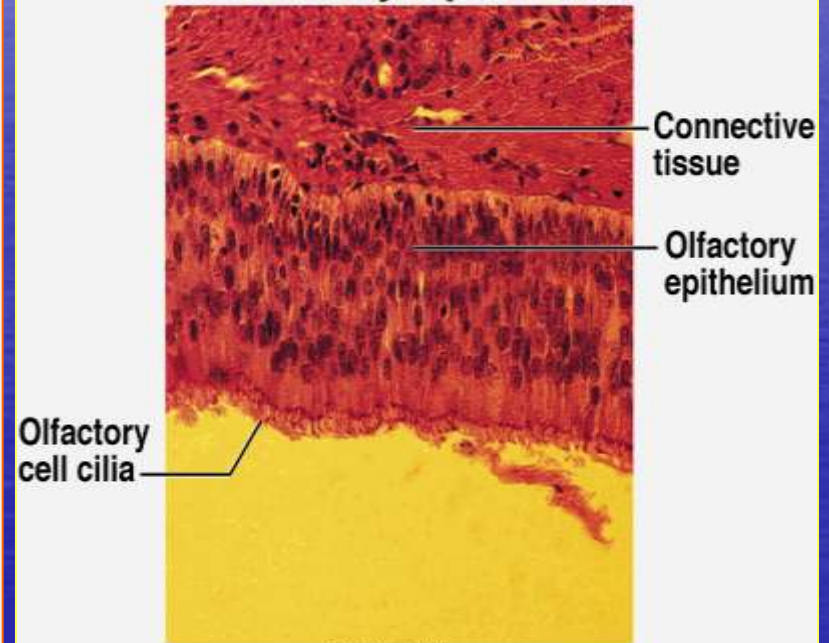 Connective
tissue
Olfactory
epithelium
Olfactory
cell cilia